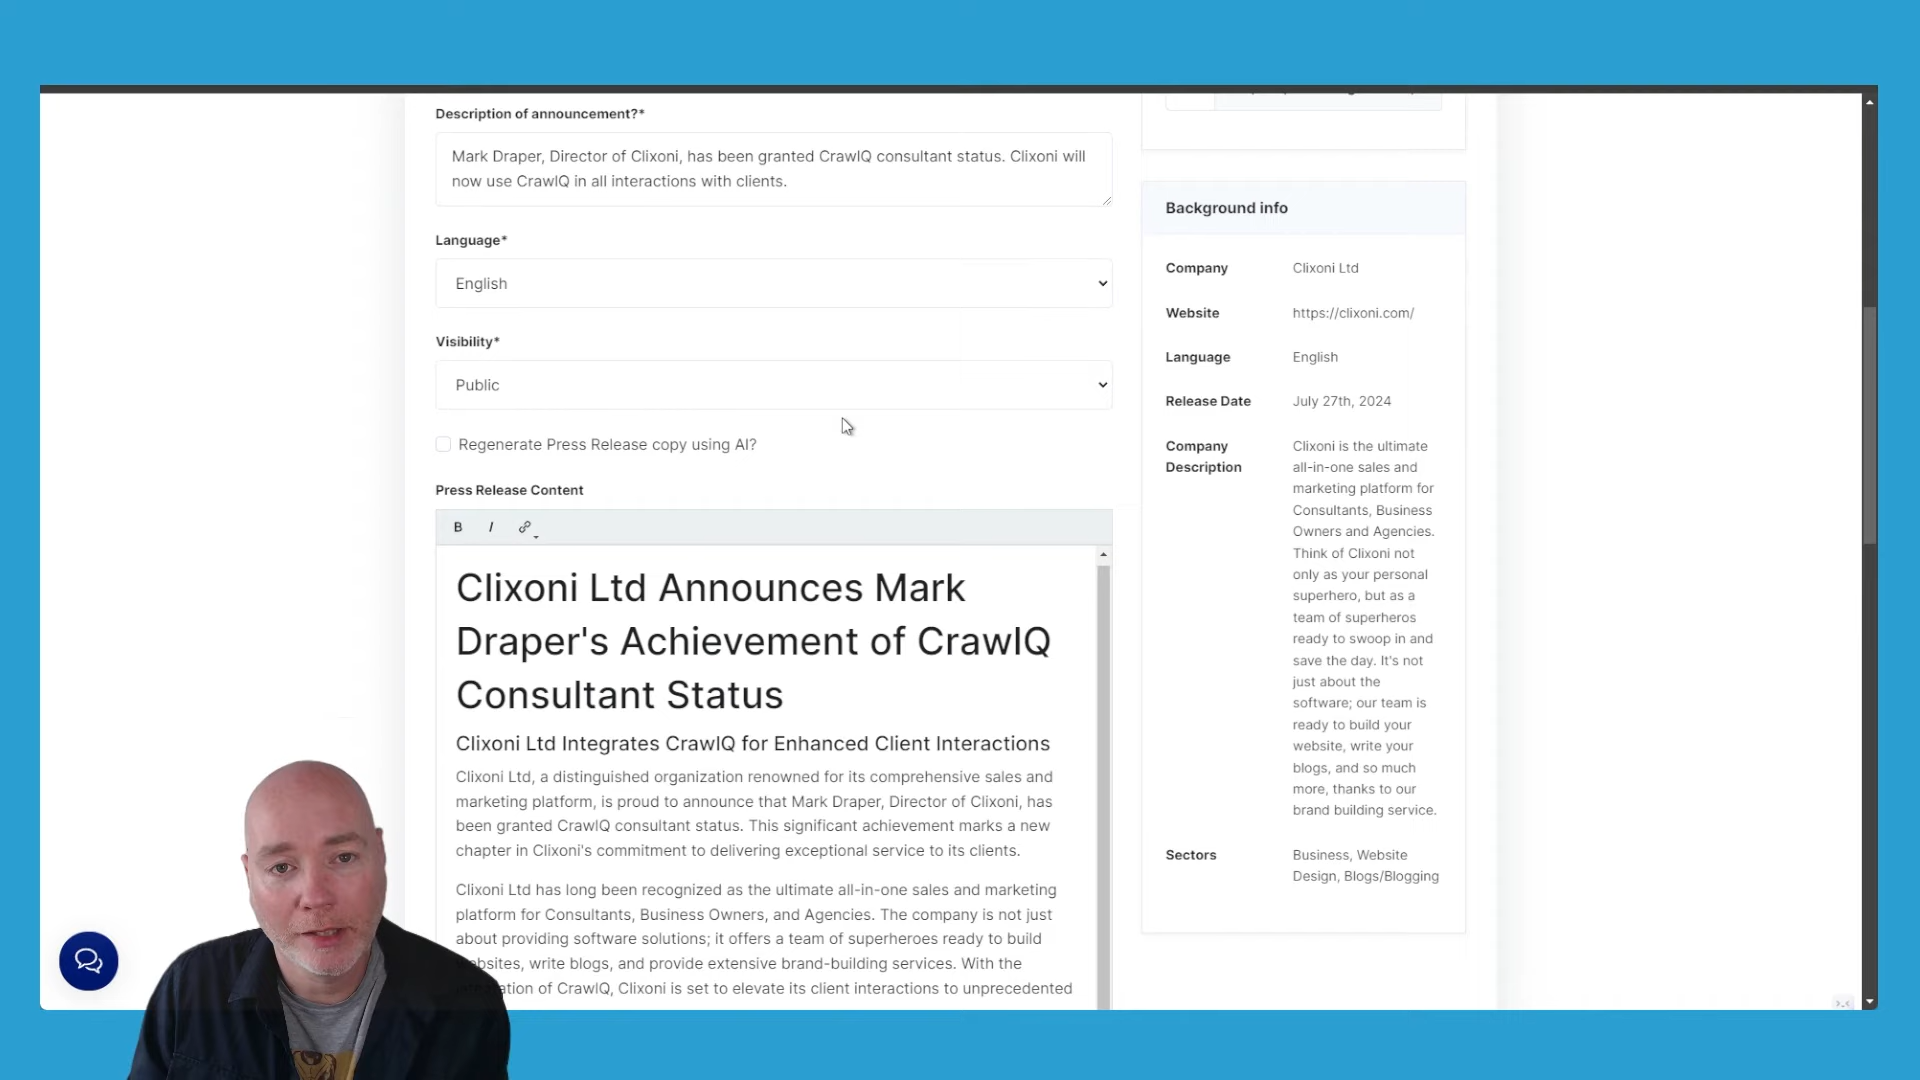 Description of announcement?*
Mark Draper, Director of Clixoni, has been granted CrawlQ consultant status. Clixoni will
now use CrawlQ in all interactions with clients.
Language*
English
Visibility*
Public
Regenerate Press Release copy using AI?
Press Release Content
B I
Clixoni Ltd Announces Mark
Draper's Achievement of CrawlQ
Consultant Status
Clixoni Ltd Integrates CrawlQ for Enhanced Client Interactions
Clixoni Ltd, a distinguished organization renowned for its comprehensive sales and
marketing platform, is proud to announce that Mark Draper, Director of Clixoni, has
been granted CrawlQ consultant status. This significant achievement marks a new
chapter in Clixoni's commitment to delivering exceptional service to its clients.
Clixoni Ltd has long been recognized as the ultimate all-in-one sales and marketing
platform for Consultants, Business Owners, and Agencies. The company is not just
about providing software solutions; it offers a team of superheroes ready to build
write blogs, and provide extensive brand-building services. With the
of CrawlQ, Clixoni is set to elevate its client interactions to unprecedented
Background info
Company Clixoni Ltd
Website https://clixoni.com/
Language English
Release Date July 27th, 2024
Company Description
Clixoni is the ultimate
all-in-one sales and
marketing platform for
Consultants, Business
Owners and Agencies.
Think of Clixoni not
only as your personal
superhero, but as a
team of superheros
ready to swoop in and
save the day. It's not
just about the
software; our team is
ready to build your
website, write your
blogs, and so much
more, thanks to our
brand building service.
Sectors Business, Website
Design, Blogs/Blogging